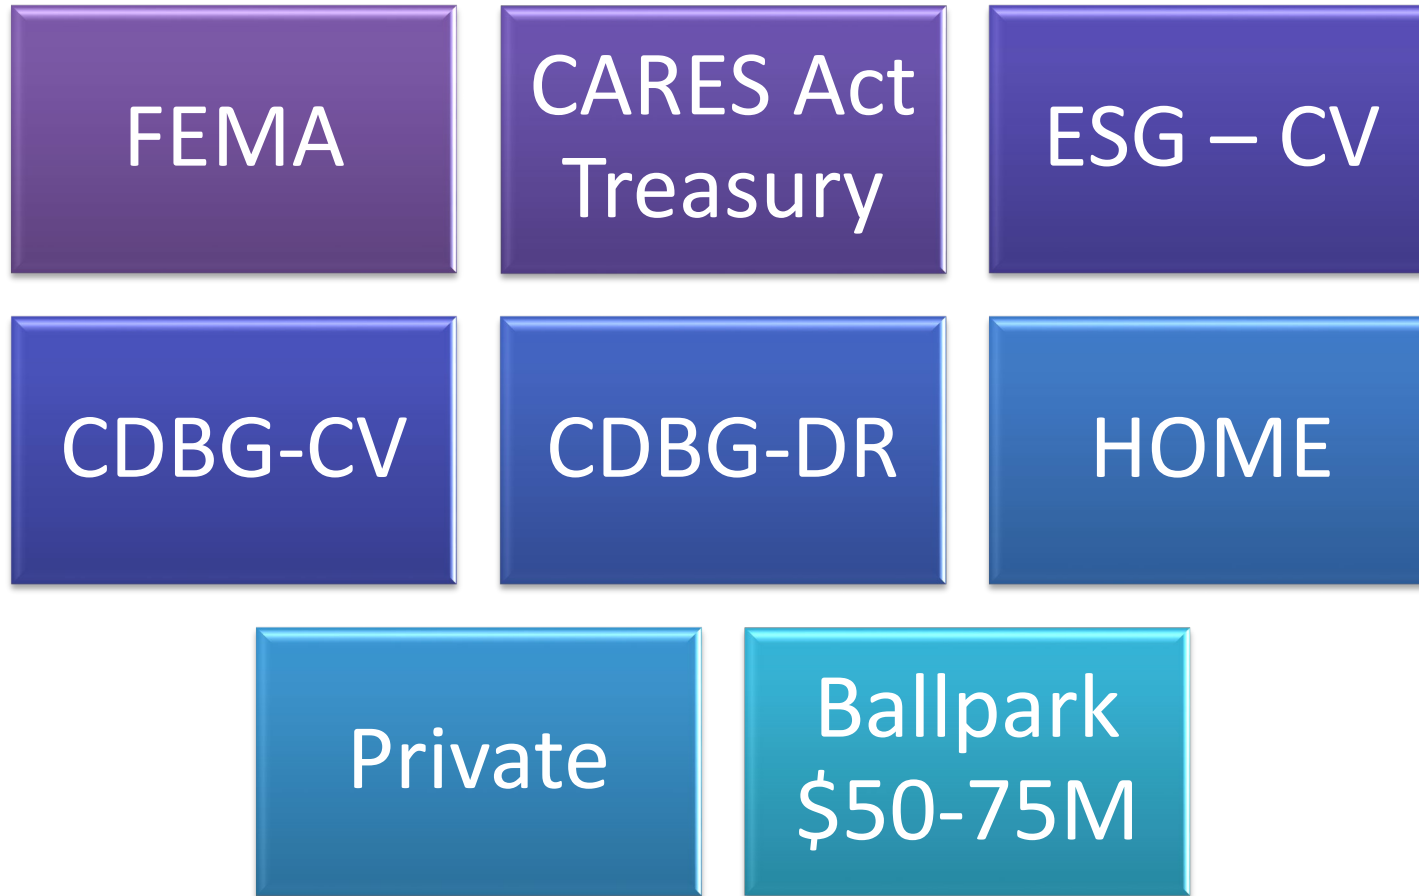 FEMA
CARES Act
Treasury
ESG – CV
CDBG-CV
CDBG-DR
HOME
Private
Ballpark
$50-75M